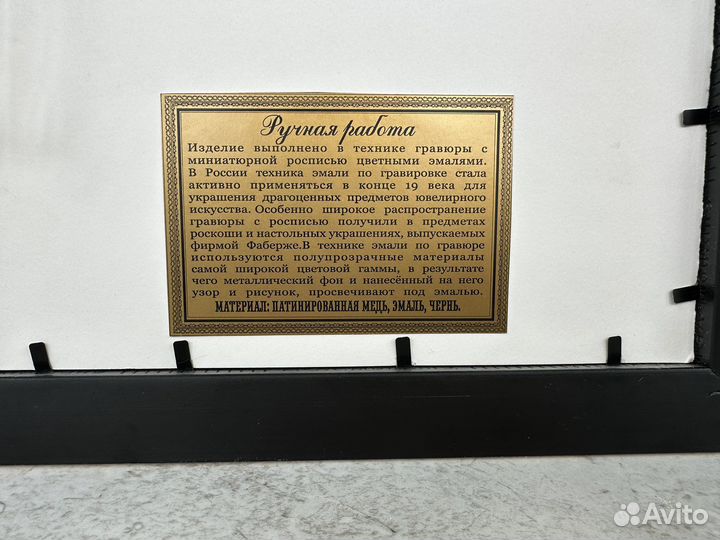 Ручная работа
Изделие выполнено в технике гравюры с
миниатюрной росписью цветными эмалями.
В России техника эмали по гравировке стала
активно применяться в конце 19 века для
украшения драгоценных предметов ювелирного
искусства. Особенно широкое распространение
гравюры с росписью получили в предметах
роскоши и настольных украшениях, выпускаемых
фирмой Фаберже.В технике эмали по гравюре
используются полупрозрачные материалы
самой широкой цветовой гаммы, в результате
чего металлический фон и нанесённый на него
узор и рисунок, просвечивают под эмалью.
МАТЕРИАЛ: ПАТИНИРОВАННАЯ МЕДЬ, ЭМАЛЬ, ЧЕРНЬ.
Avito